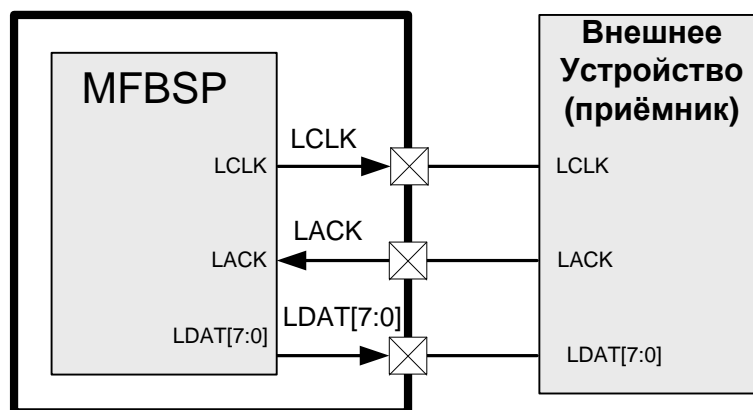 MFBSP
LCLK
LACK
LDAT[7:0]
LCLK
LACK
LDAT[7:0]
Внешнее
Устройство
(приёмник)
LCLK
LACK
LDAT[7:0]